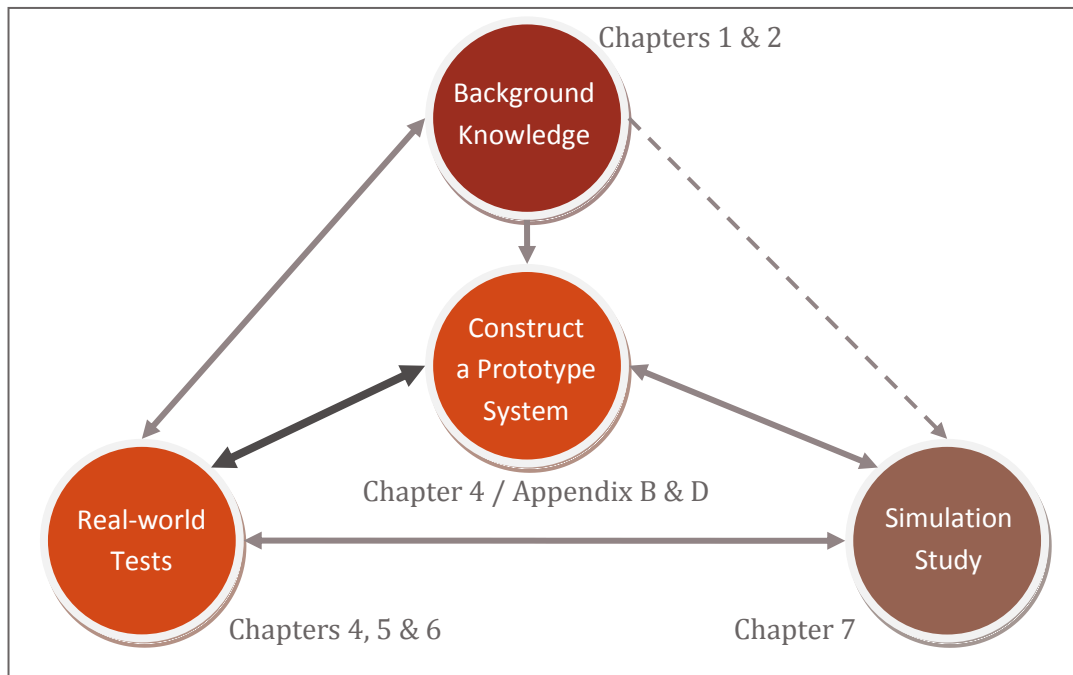 Chapters 1 & 2
Background
Knowledge
Construct
a Prototype
System
Chapter 4 / Appendix B & D
Real-world
Tests
Simulation
Study
Chapters 4, 5 & 6
Chapter 7